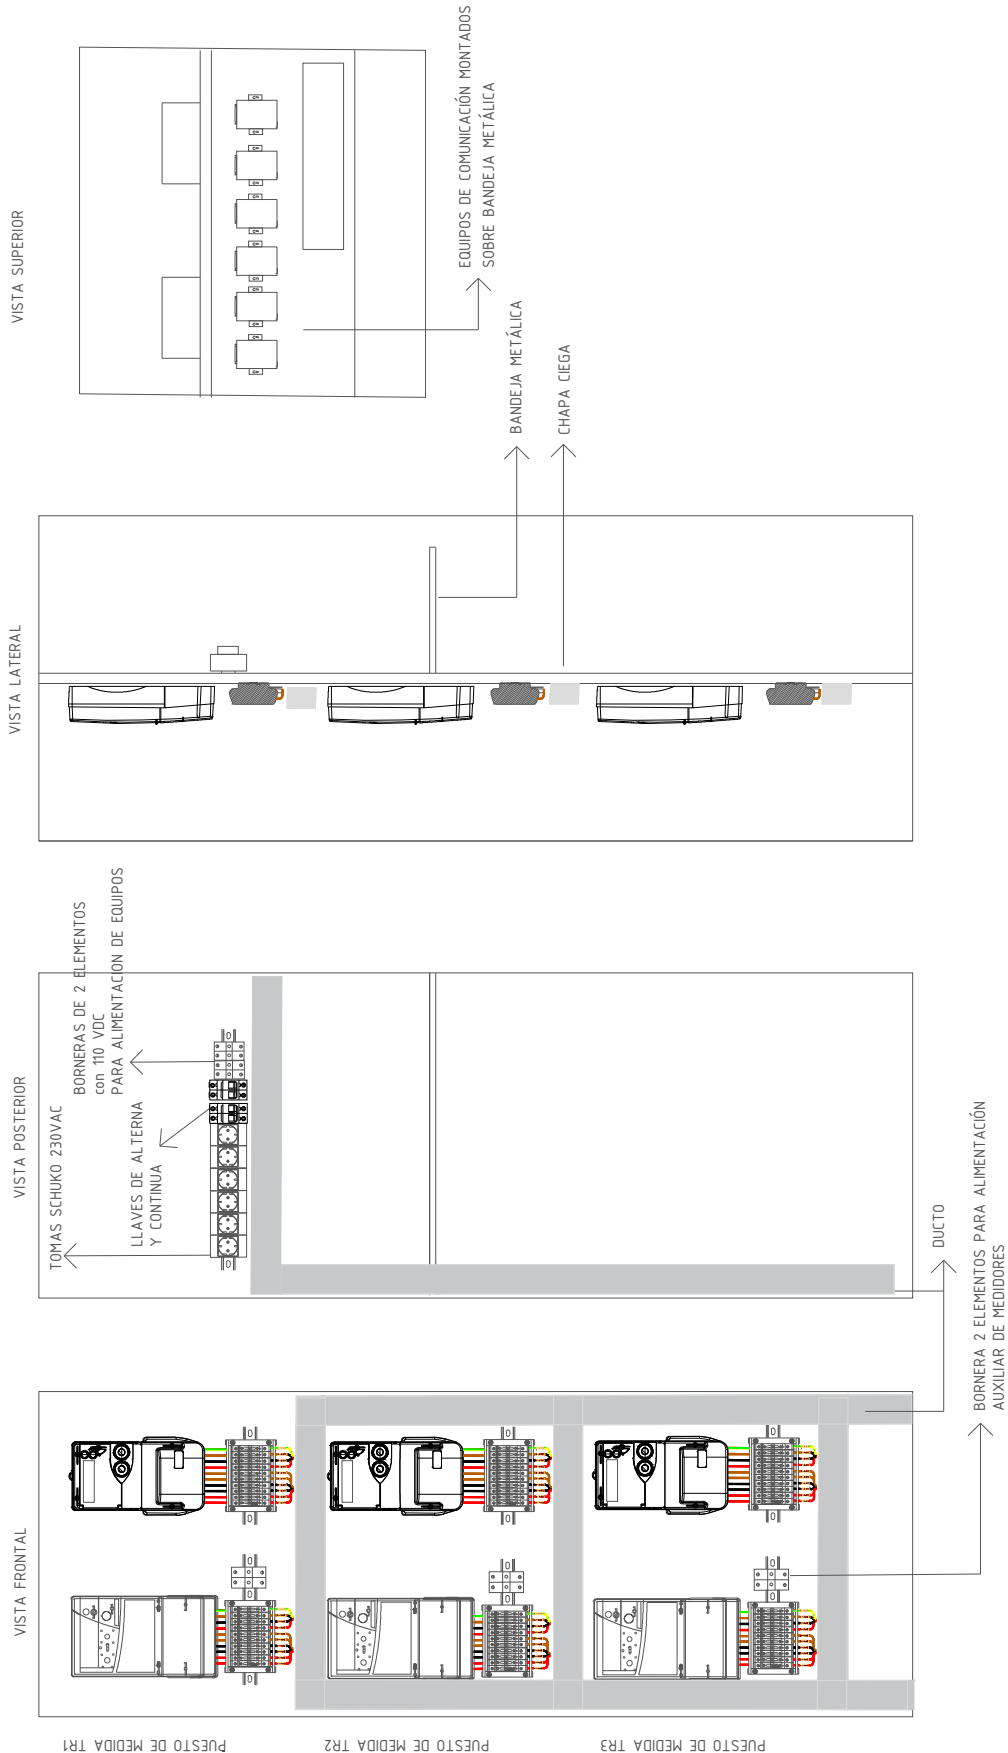 VISTA FRONTAL
PUESTO DE MEDIDA TR1
PUESTO DE MEDIDA TR2
PUESTO DE MEDIDA TR3
BORNERA 2 ELEMENTOS PARA ALIMENTACIÓN
AUXILIAR DE MEDIDORES
DUCTO
VISTA POSTERIOR
TOMAS SCHUKO 230VAC
LLAVES DE ALTERNA
Y CONTINUA
BORNERAS DE 2 ELEMENTOS
con 110 VDC
PARA ALIMENTACION DE EQUIPOS
VISTA LATERAL
BANDEJA METÁLICA
CHAPA CIEGA
VISTA SUPERIOR
EQUIPOS DE COMUNICACIÓN MONTADOS
SOBRE BANDEJA METÁLICA